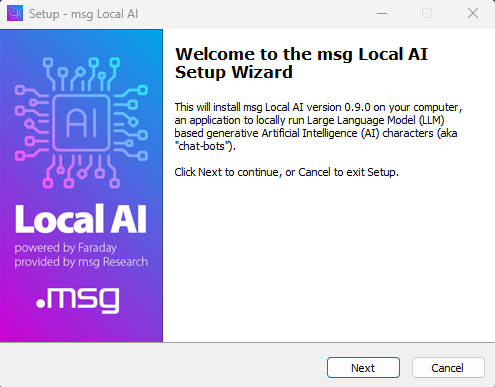 Setup - msg Local AI
Welcome to the msg Local AI
Setup Wizard
This will install msg Local AI version 0.9.0 on your computer,
an application to locally run Large Language Model (LLM)
based generative Artificial Intelligence (AI) characters (aka
"chat-bots").
Click Next to continue, or Cancel to exit Setup.
AI
Local AI
powered by Faraday
provided by msg Research
.msg
Next
Cancel